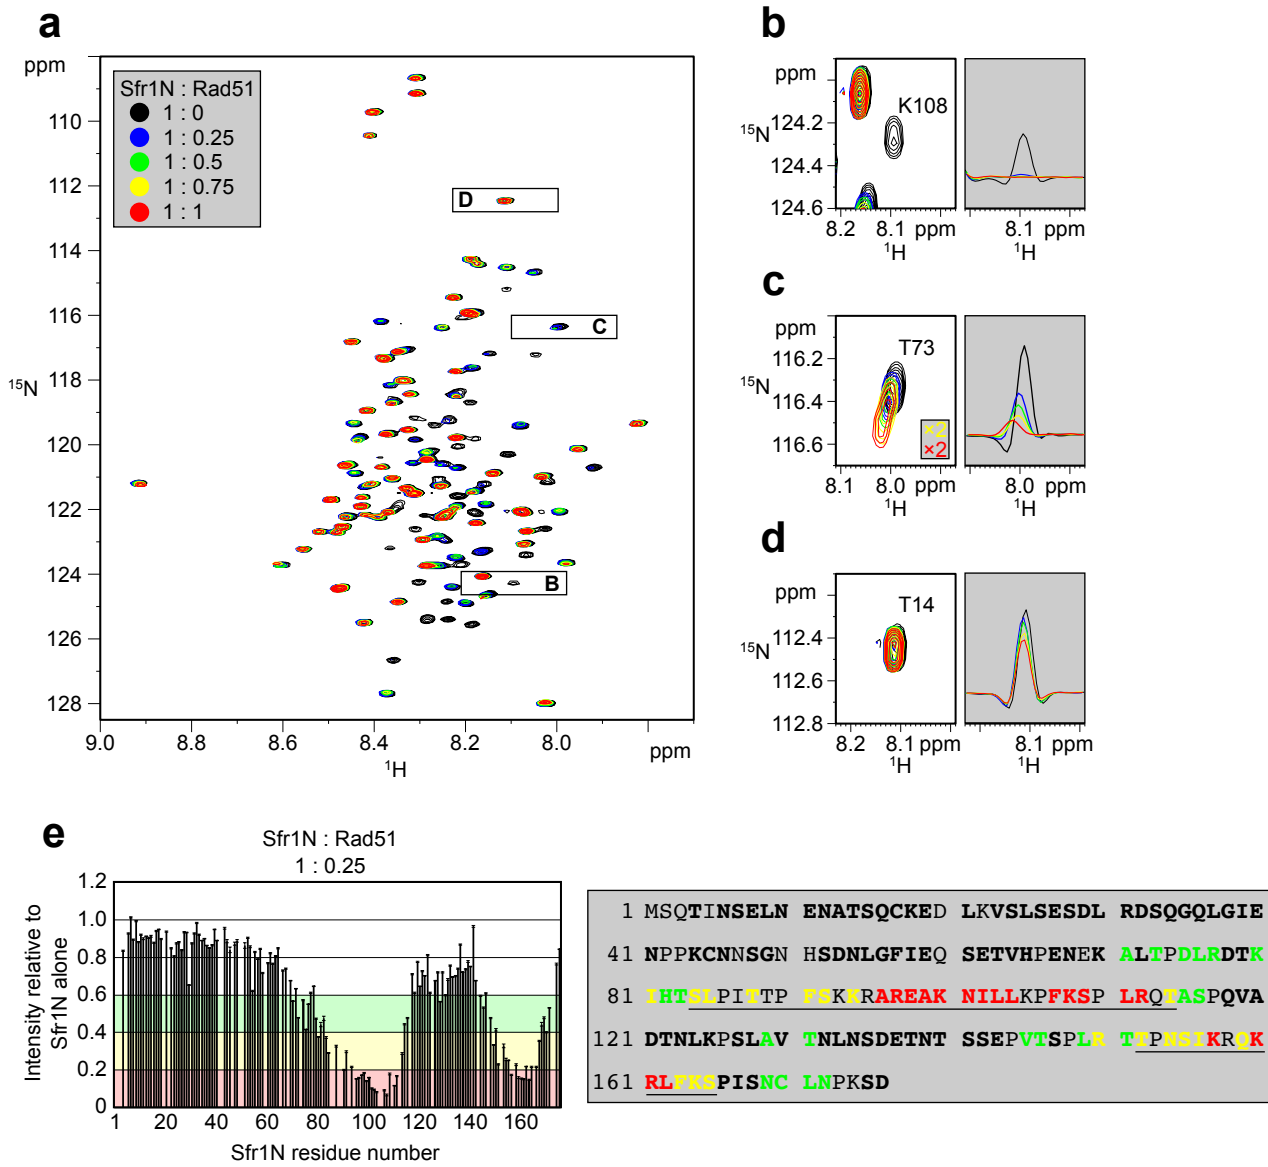 a
ppm
Sfr1N : Rad51
1 : 0
1 : 0.25
1 : 0.5
1 : 0.75
1 : 1
110
112
114
116
118
120
122
124
126
128
15N
D
C
B
9.0 8.8 8.6 8.4 8.2 8.0 ppm
1H
b
ppm
15N
124.2
124.4
124.6
K108
8.2 8.1 ppm
1H
8.1 ppm
1H
c
ppm
15N
116.2
116.4
116.6
T73
×2
×2
8.1 8.0 ppm
1H
8.0 ppm
1H
d
ppm
15N
112.4
112.6
112.8
T14
8.2 8.1 ppm
1H
8.1 ppm
1H
e
Sfr1N : Rad51
1 : 0.25
Intensity relative to
Sfr1N alone
1.2
1.0
0.8
0.6
0.4
0.2
0
1 20 40 60 80 100 120 140 160
Sfr1N residue number
1 MSQTINSELN ENATSQCKED LKVSLSESDL RDSQGQLGIE
41 NPPKCNNSGN HSDNLGFIEQ SETVHPENEK ALTPDLRDTK
81 IHTSLPITTP FSKKRAREAK NILLKPFKSP LRQTASPQVA
121 DTNLKPSLAV TNLNSDETNT SSEPVTSPLR TTPNSIKRQK
161 RLFKSPISNC LNPKSD